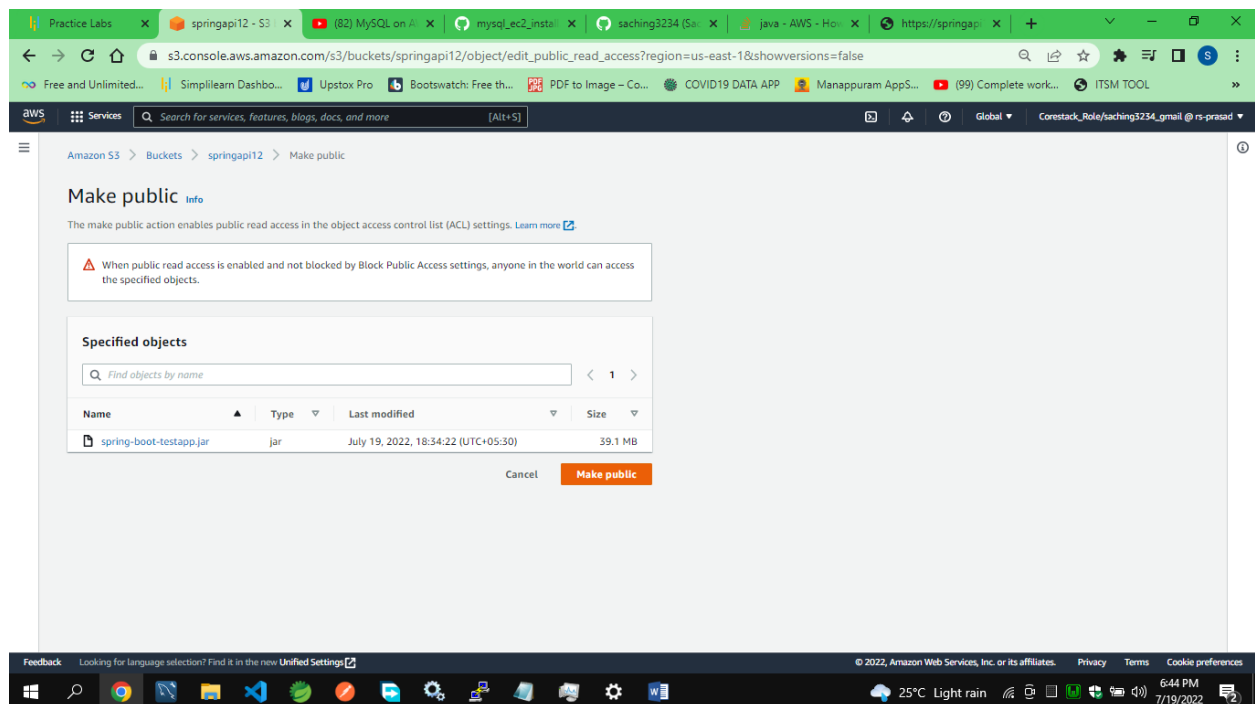 Practice Labs
springapi12 - S3
(82) MySQL on A
mysql_ec2_install
saching3234 (Sac
java - AWS - How
https://springapi
s3.console.aws.amazon.com/s3/buckets/springapi12/object/edit_public_read_access?region=us-east-1&showversions=false
S
Free and Unlimited...
Simplilearn Dashbo...
Upstox Pro
Bootswatch: Free th...
PDF to Image – Co...
COVID19 DATA APP
Manappuram AppS...
(99) Complete work...
ITSM TOOL
»
aws
Services
Search for services, features, blogs, docs, and more
[Alt+S]
Global ▼
Corestack_Role/saching3234_gmail @ rs-prasad ▼
Amazon S3 > Buckets > springapi12 > Make public
Make public Info
The make public action enables public read access in the object access control list (ACL) settings. Learn more
When public read access is enabled and not blocked by Block Public Access settings, anyone in the world can access
the specified objects.
Specified objects
Find objects by name
< 1 >
Name
Type
Last modified
Size
spring-boot-testapp.jar
jar
July 19, 2022, 18:34:22 (UTC+05:30)
39.1 MB
Cancel
Make public
Feedback
Looking for language selection? Find it in the new Unified Settings
© 2022, Amazon Web Services, Inc. or its affiliates.
Privacy
Terms
Cookie preferences
25°C Light rain
6:44 PM
7/19/2022
2